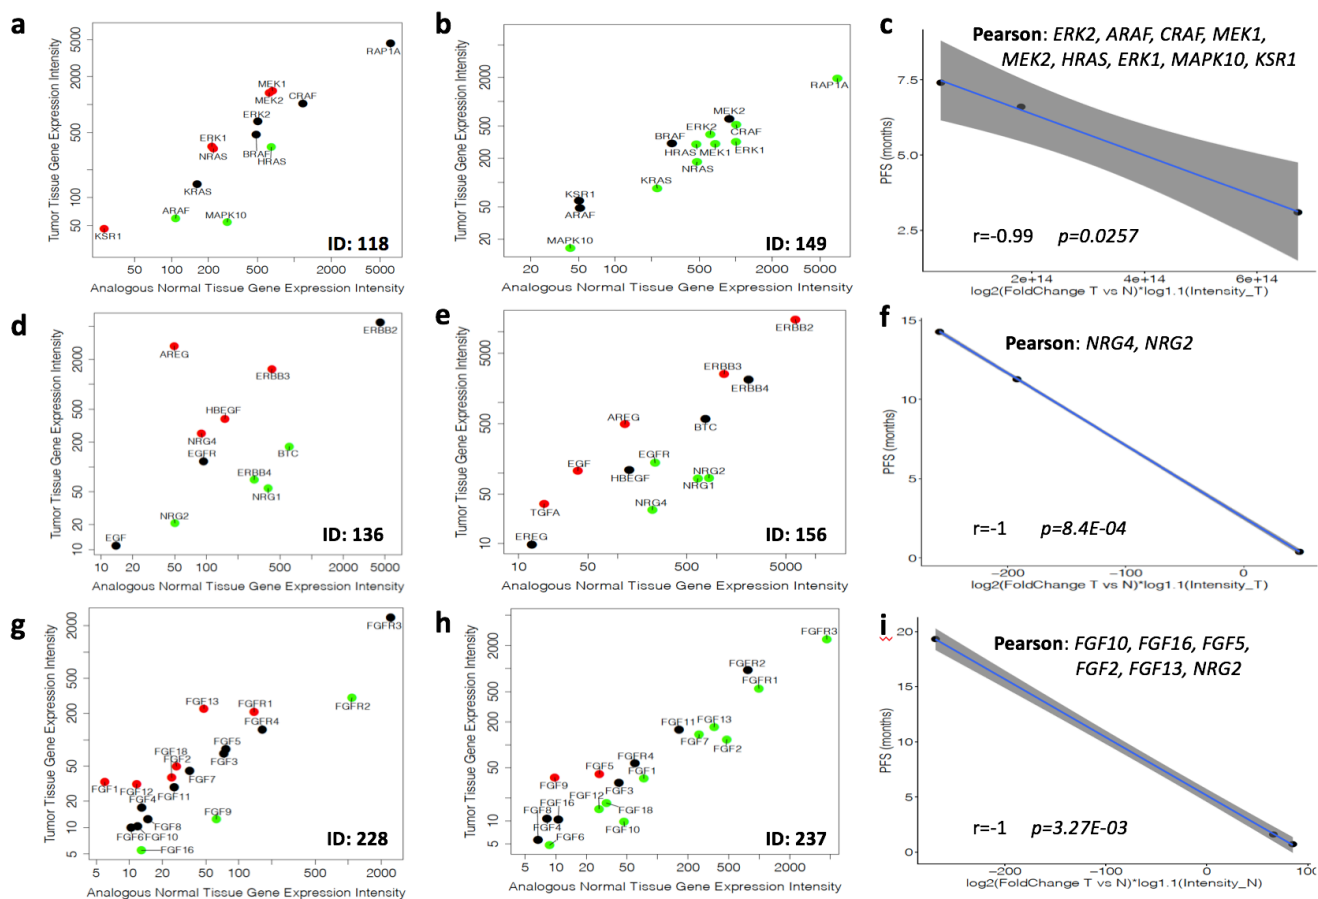 a
Tumor Tissue Gene Expression Intensity
5000
1000
500
100
50
RAP1A
MEK1
MEK2
CRAF
ERK2
ERK1
NRAS
BRAF
HRAS
KRAS
ARAF
MAPK10
KSR1
ID: 118
50 100 200 500 1000 5000
Analogous Normal Tissue Gene Expression Intensity
b
Tumor Tissue Gene Expression Intensity
2000
500
200
50
20
RAP1A
MEK2
ERK2
CRAF
BRAF
HRAS MEK1
ERK1
NRAS
KRAS
KSR1
ARAF
MAPK10
ID: 149
20 50 100 200 500 1000 2000 5000
Analogous Normal Tissue Gene Expression Intensity
c
Pearson: ERK2, ARAF, CRAF, MEK1,
MEK2, HRAS, ERK1, MAPK10, KSR1
PFS (months)
7.5
5.0
2.5
r=-0.99 p=0.0257
2e+14 4e+14 6e+14
log2(FoldChange T vs N)*log1.1(Intensity_T)
d
Tumor Tissue Gene Expression Intensity
2000
500
200
50
20
10
ERBB2
AREG
ERBB3
HBEGF
NRG4
EGFR
BTC
ERBB4
NRG1
NRG2
EGF
ID: 136
10 20 50 100 200 500 1000 2000 5000
Analogous Normal Tissue Gene Expression Intensity
e
Tumor Tissue Gene Expression Intensity
5000
500
50
10
ERBB2
ERBB3
ERBB4
AREG
BTC
EGFR
EGF
HBEGF
NRG2
NRG1
TGFA
NRG4
EREG
ID: 156
10 50 500 5000
Analogous Normal Tissue Gene Expression Intensity
f
Pearson: NRG4, NRG2
PFS (months)
15
10
5
0
r=-1 p=8.4E-04
−200 −100 0
log2(FoldChange T vs N)*log1.1(Intensity_T)
g
Tumor Tissue Gene Expression Intensity
2000
500
200
50
20
10
5
FGFR3
FGFR2
FGF13
FGFR1
FGFR4
FGF5
FGF3
FGF18
FGF2
FGF7
FGF1
FGF12
FGF11
FGF4
FGF8
FGF9
FGF6
FGF10
FGF16
ID: 228
5 10 20 50 100 200 500 1000
Analogous Normal Tissue Gene Expression Intensity
h
Tumor Tissue Gene Expression Intensity
2000
500
200
50
20
10
5
FGFR3
FGFR2
FGFR1
FGF11
FGF13
FGF7
FGF2
FGFR4
FGF5
FGF1
FGF9
FGF3
FGF16
FGF12
FGF8
FGF18
FGF4
FGF10
FGF6
ID: 237
5 10 20 50 200 500 2000 5000
Analogous Normal Tissue Gene Expression Intensity
i
Pearson: FGF10, FGF16, FGF5,
FGF2, FGF13, NRG2
PFS (months)
20
15
10
5
0
r=-1 p=3.27E-03
−200 −100 0 100
log2(FoldChange T vs N)*log1.1(Intensity_N)